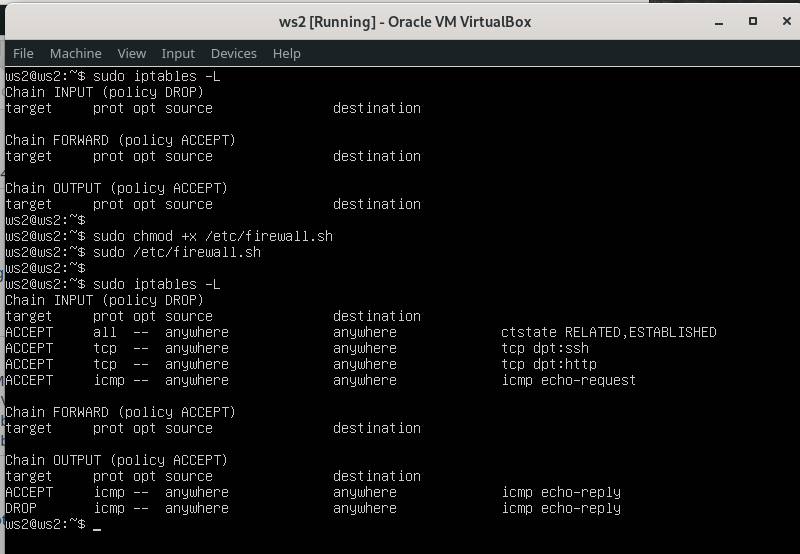 ws2 [Running] - Oracle VM VirtualBox
File Machine View Input Devices Help
ws2@ws2:~$ sudo iptables -L
Chain INPUT (policy DROP)
target     prot opt source               destination

Chain FORWARD (policy ACCEPT)
target     prot opt source               destination

Chain OUTPUT (policy ACCEPT)
target     prot opt source               destination
ws2@ws2:~$
ws2@ws2:~$ sudo chmod +x /etc/firewall.sh
ws2@ws2:~$ sudo /etc/firewall.sh
ws2@ws2:~$
ws2@ws2:~$ sudo iptables -L
Chain INPUT (policy DROP)
target     prot opt source               destination
ACCEPT     all  --  anywhere             anywhere             ctstate RELATED,ESTABLISHED
ACCEPT     tcp  --  anywhere             anywhere             tcp dpt:ssh
ACCEPT     tcp  --  anywhere             anywhere             tcp dpt:http
ACCEPT     icmp --  anywhere             anywhere             icmp echo-request

Chain FORWARD (policy ACCEPT)
target     prot opt source               destination

Chain OUTPUT (policy ACCEPT)
target     prot opt source               destination
ACCEPT     icmp --  anywhere             anywhere             icmp echo-reply
DROP       icmp --  anywhere             anywhere             icmp echo-reply
ws2@ws2:~$ _